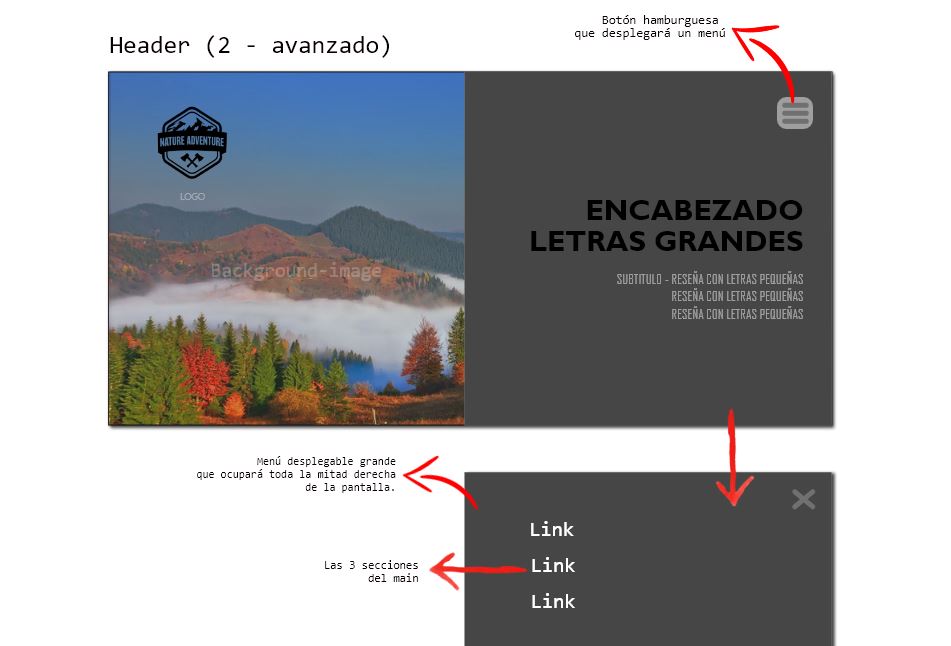 Header (2 - avanzado)
Botón hamburguesa
que desplegará un menú
NATURE ADVENTURE
LOGO
Background-image
ENCABEZADO
LETRAS GRANDES
SUBTITULO - RESEÑA CON LETRAS PEQUEÑAS
RESEÑA CON LETRAS PEQUEÑAS
RESEÑA CON LETRAS PEQUEÑAS
Menú desplegable grande
que ocupará toda la mitad derecha
de la pantalla.
Link
Link
Link
Las 3 secciones
del main